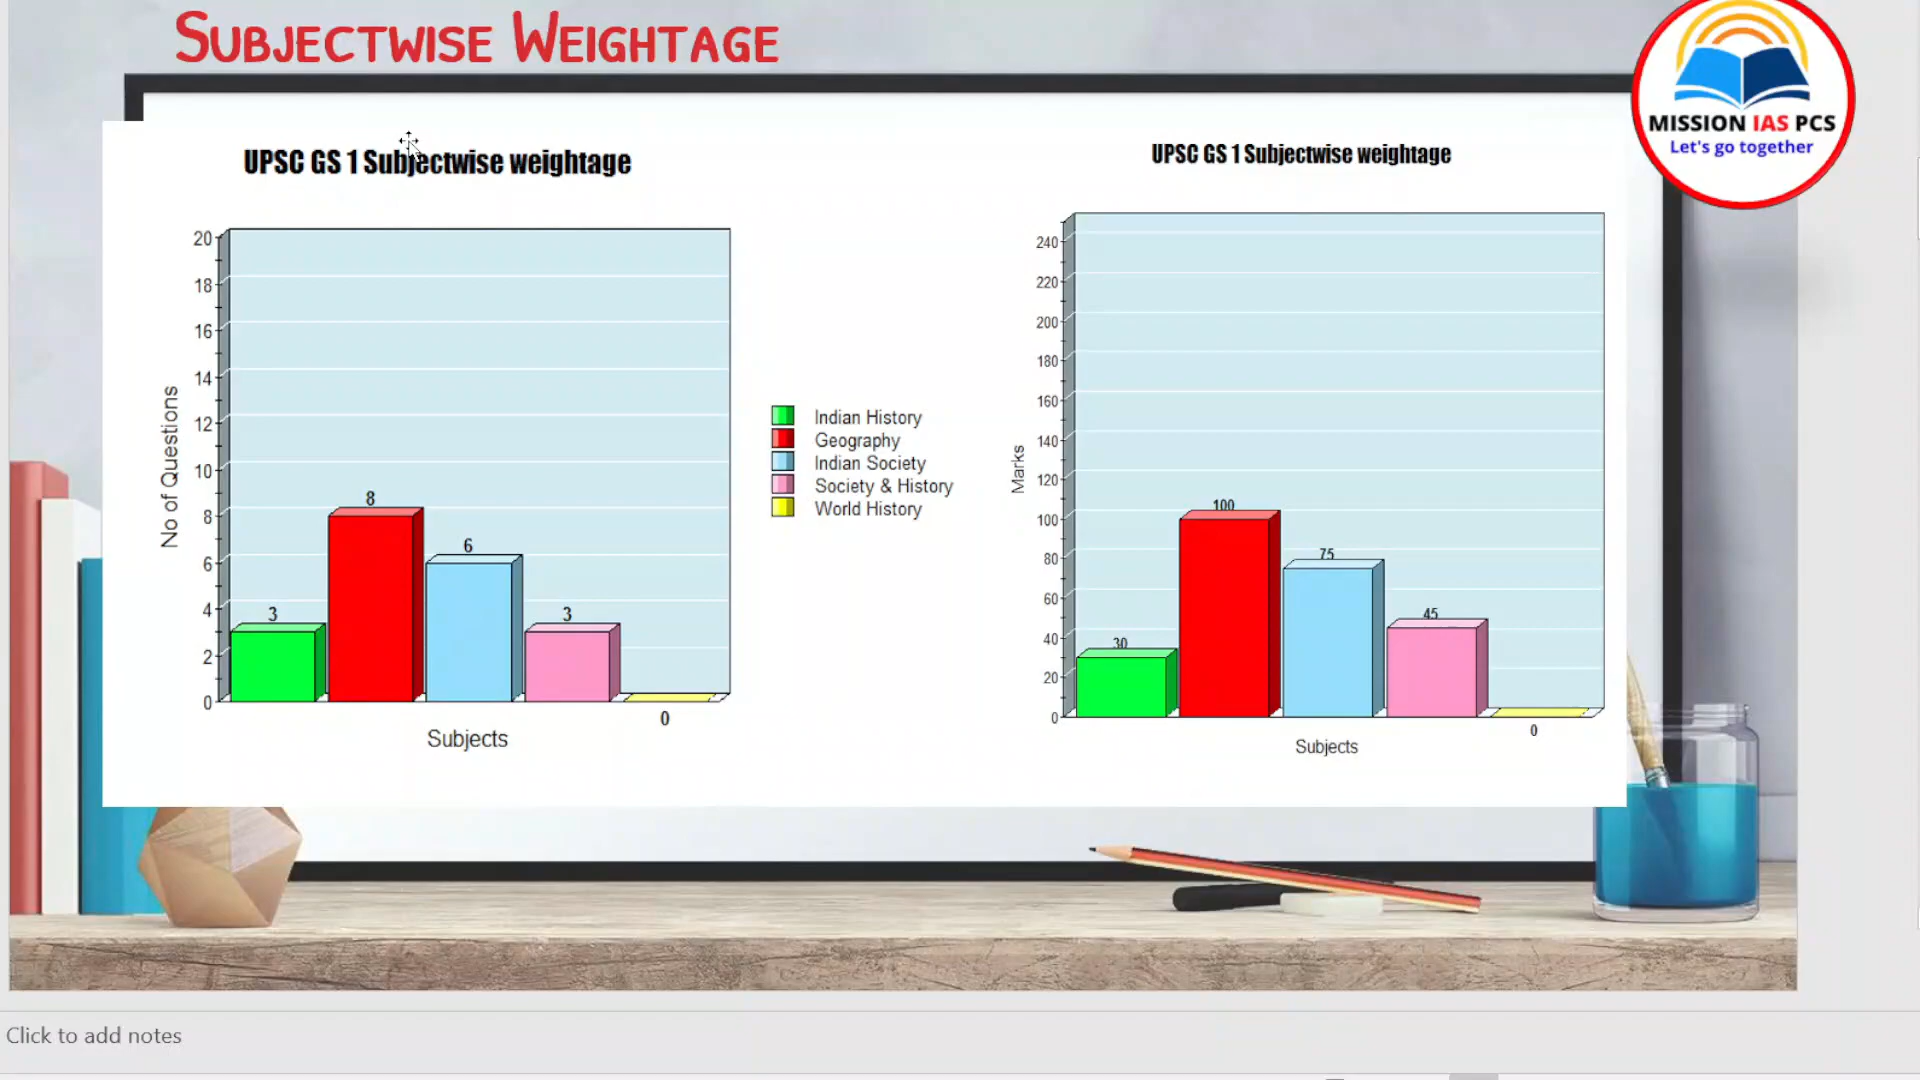 SUBJECTWISE WEIGHTAGE
MISSION IAS PCS
Let's go together
UPSC GS 1 Subjectwise weightage
No of Questions
20
18
16
14
12
10
8
6
4
2
0
3
8
6
3
0
Subjects
Indian History
Geography
Indian Society
Society & History
World History
UPSC GS 1 Subjectwise weightage
Marks
240
220
200
180
160
140
120
100
80
60
40
20
0
30
100
75
45
0
Subjects
Click to add notes